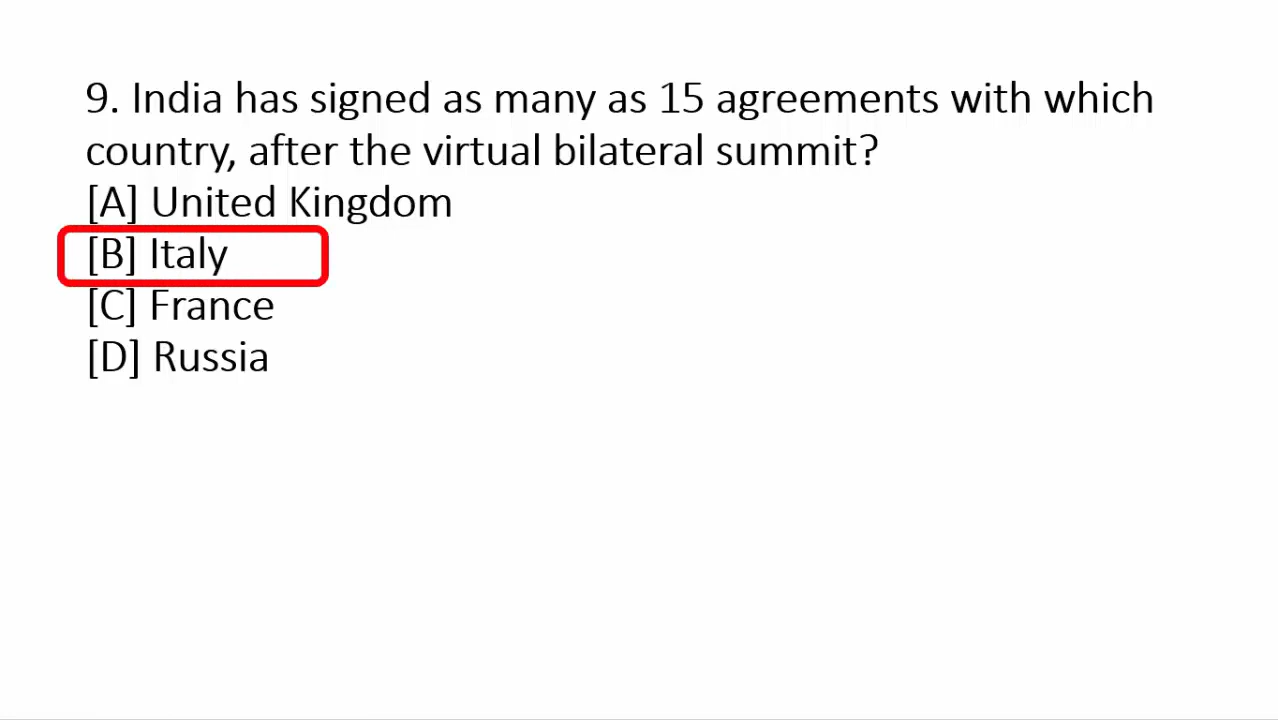 9. India has signed as many as 15 agreements with which
country, after the virtual bilateral summit?
[A] United Kingdom
[B] Italy
[C] France
[D] Russia